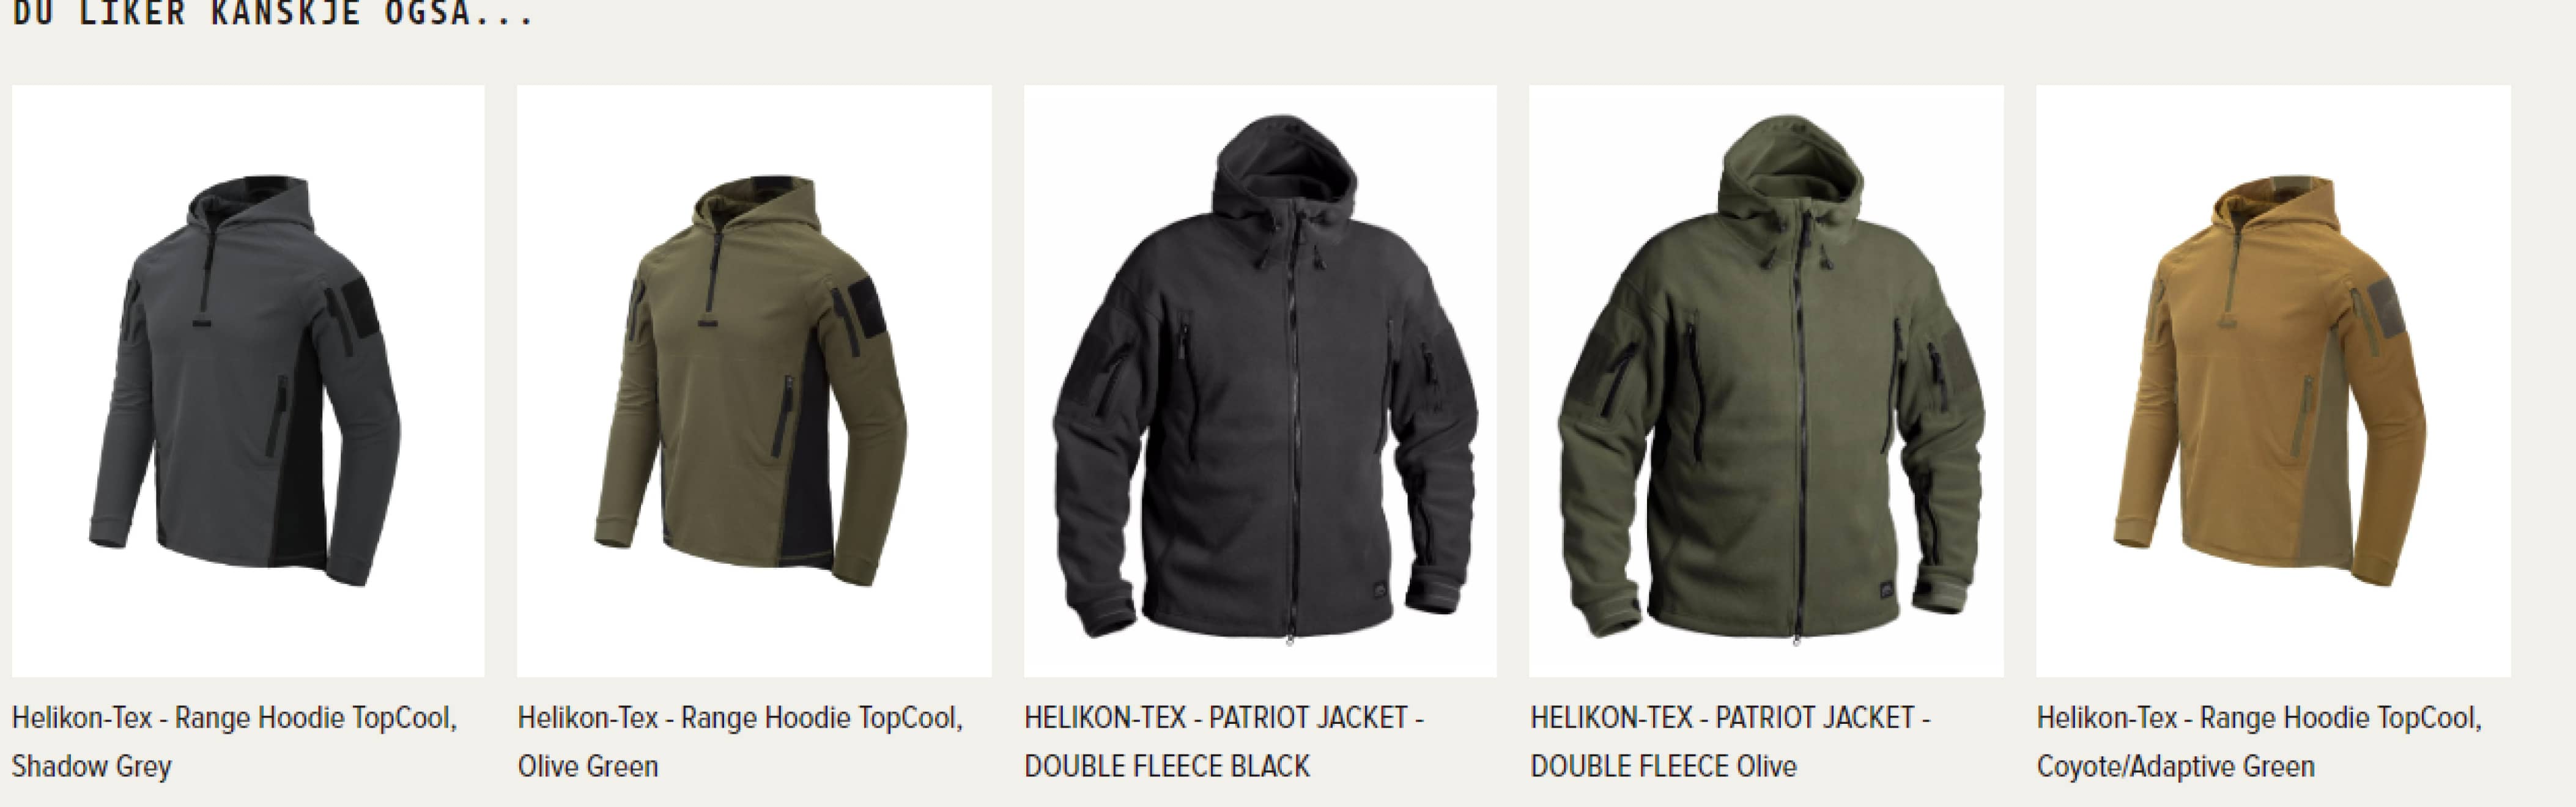 DU LIKER KANSKJE OGSÅ...
Helikon-Tex - Range Hoodie TopCool,
Shadow Grey
Helikon-Tex - Range Hoodie TopCool,
Olive Green
HELIKON-TEX - PATRIOT JACKET -
DOUBLE FLEECE BLACK
HELIKON-TEX - PATRIOT JACKET -
DOUBLE FLEECE Olive
Helikon-Tex - Range Hoodie TopCool,
Coyote/Adaptive Green